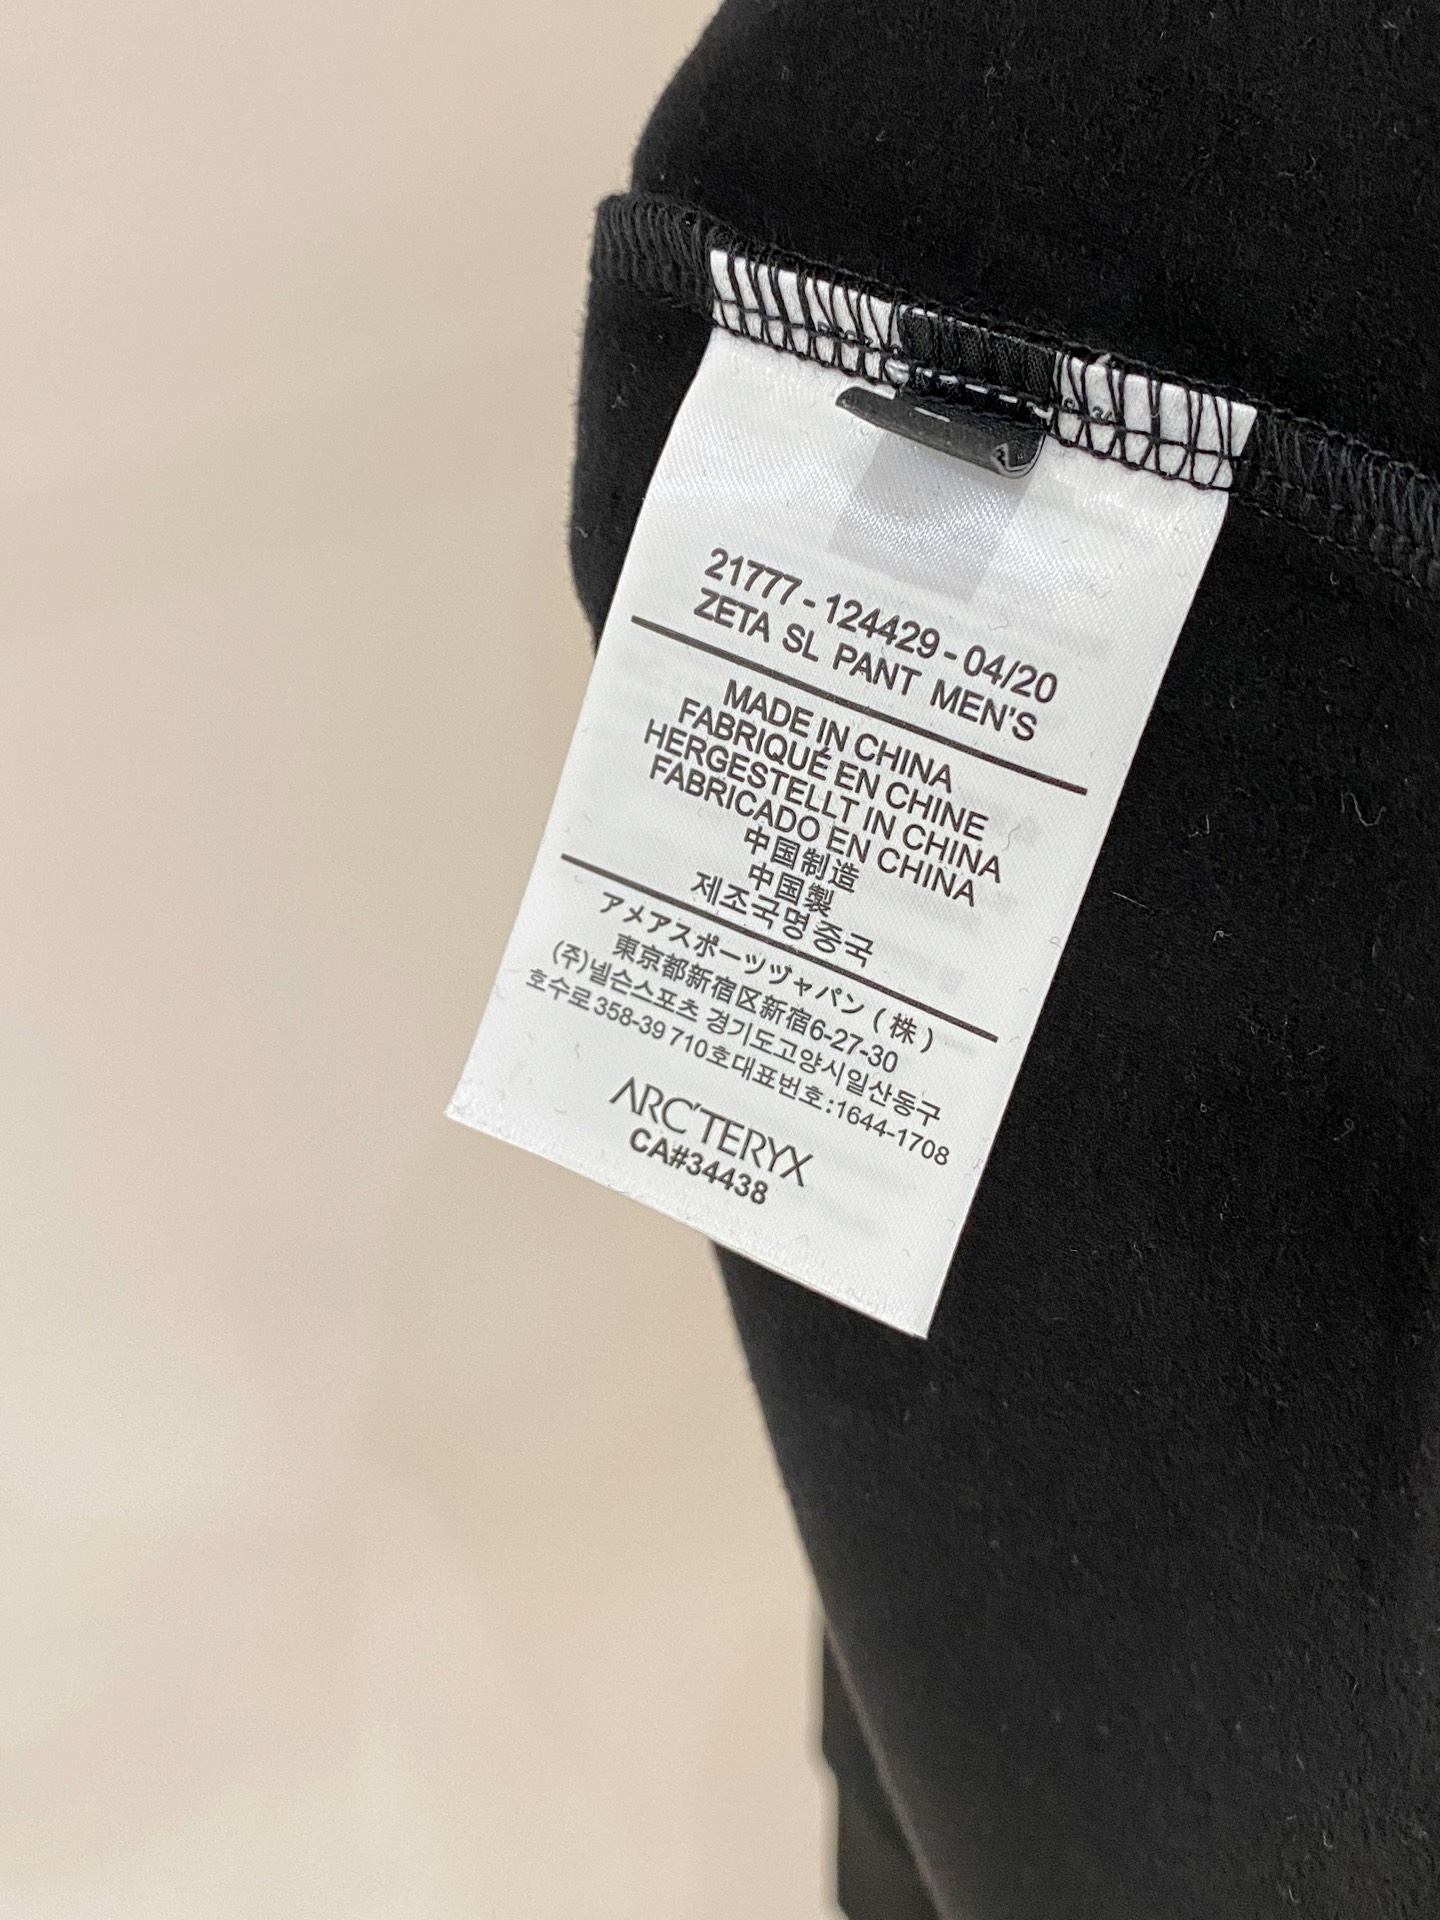 21777 - 124429 - 04/20
ZETA SL PANT MEN'S
MADE IN CHINA
FABRIQUÉ EN CHINE
HERGESTELLT IN CHINA
FABRICADO EN CHINA
中国制造
中国製
제조국명중국
アメアスポーツヅャパン(株)
東京都新宿区新宿6-27-30
(주)넬슨스포츠 경기도고양시일산동구
호수로358-39 710호대표번호:1644-1708
ARC'TERYX
CA#34438